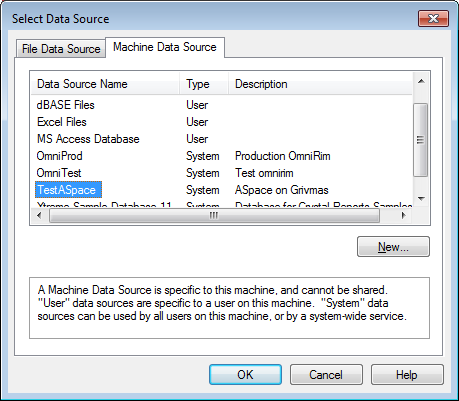 Select Data Source
File Data Source Machine Data Source
Data Source Name Type Description
dBASE Files User
Excel Files User
MS Access Database User
OmniProd System Production OmniRim
OmniTest System Test omnirim
TestASpace System ASpace on Grivmas
Xtreme Sample Database 11 System Database for Crystal Reports Samples
New...
A Machine Data Source is specific to this machine, and cannot be shared.
"User" data sources are specific to a user on this machine. "System" data
sources can be used by all users on this machine, or by a system-wide service.
OK Cancel Help